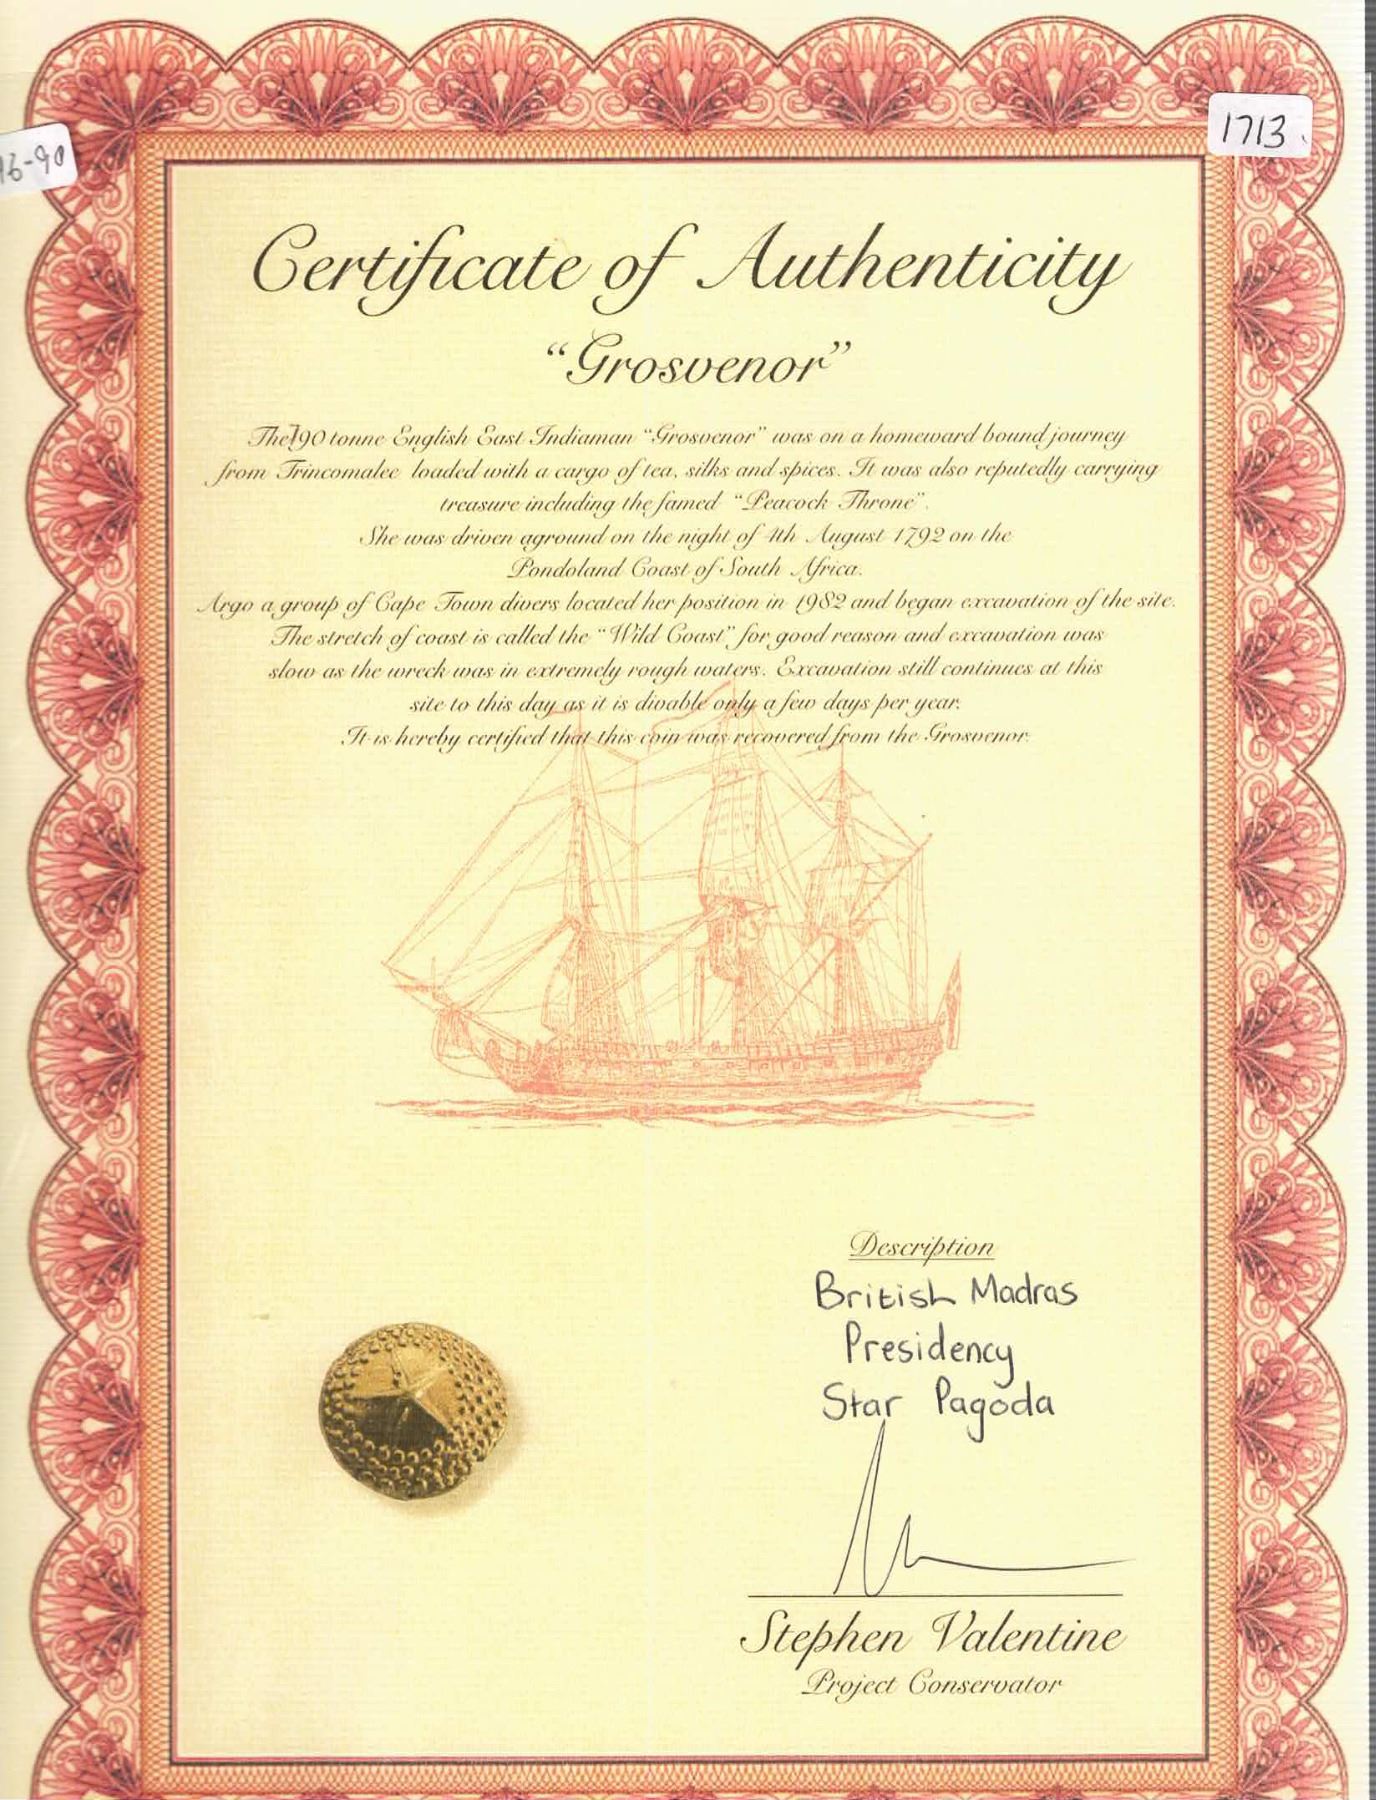 1713
16-90
Certificate of Authenticity
"Grosvenor"
The 790 tonne English East Indiaman "Grosvenor" was on a homeward bound journey
from Trincomalee loaded with a cargo of tea, silks and spices. It was also reputedly carrying
treasure including the famed "Peacock Throne".
She was driven aground on the night of 4th August 1792 on the
Pondoland Coast of South Africa.
Argo a group of Cape Town divers located her position in 1982 and began excavation of the site.
The stretch of coast is called the "Wild Coast" for good reason and excavation was
slow as the wreck was in extremely rough waters. Excavation still continues at this
site to this day as it is divable only a few days per year.
It is hereby certified that this coin was recovered from the Grosvenor.
Description
British Madras
Presidency
Star Pagoda
Stephen Valentine
Project Conservator